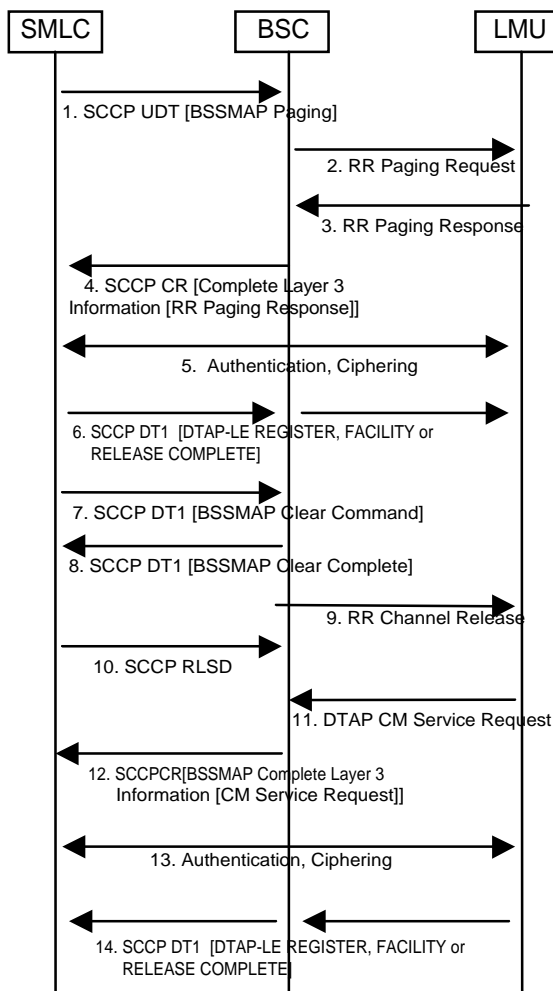 SMLC BSC LMU
1. SCCP UDT [BSSMAP Paging]
2. RR Paging Request
3. RR Paging Response
4. SCCP CR [Complete Layer 3
Information [RR Paging Response]]
5. Authentication, Ciphering
6. SCCP DT1 [DTAP-LE REGISTER, FACILITY or
RELEASE COMPLETE]
7. SCCP DT1 [BSSMAP Clear Command]
8. SCCP DT1 [BSSMAP Clear Complete]
9. RR Channel Release
10. SCCP RLSD
11. DTAP CM Service Request
12. SCCPCR[BSSMAP Complete Layer 3
Information [CM Service Request]]
13. Authentication, Ciphering
14. SCCP DT1 [DTAP-LE REGISTER, FACILITY or
RELEASE COMPLETE]